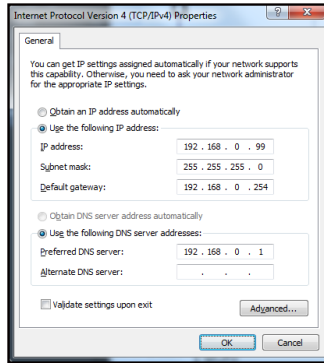 Internet Protocol Version 4 (TCP/IPv4) Properties
General
You can get IP settings assigned automatically if your network supports
this capability. Otherwise, you need to ask your network administrator
for the appropriate IP settings.
Obtain an IP address automatically
Use the following IP address:
IP address: 192 . 168 . 0 . 99
Subnet mask: 255 . 255 . 255 . 0
Default gateway: 192 . 168 . 0 . 254
Obtain DNS server address automatically
Use the following DNS server addresses:
Preferred DNS server: 192 . 168 . 0 . 1
Alternate DNS server: . . .
Validate settings upon exit
Advanced...
OK Cancel